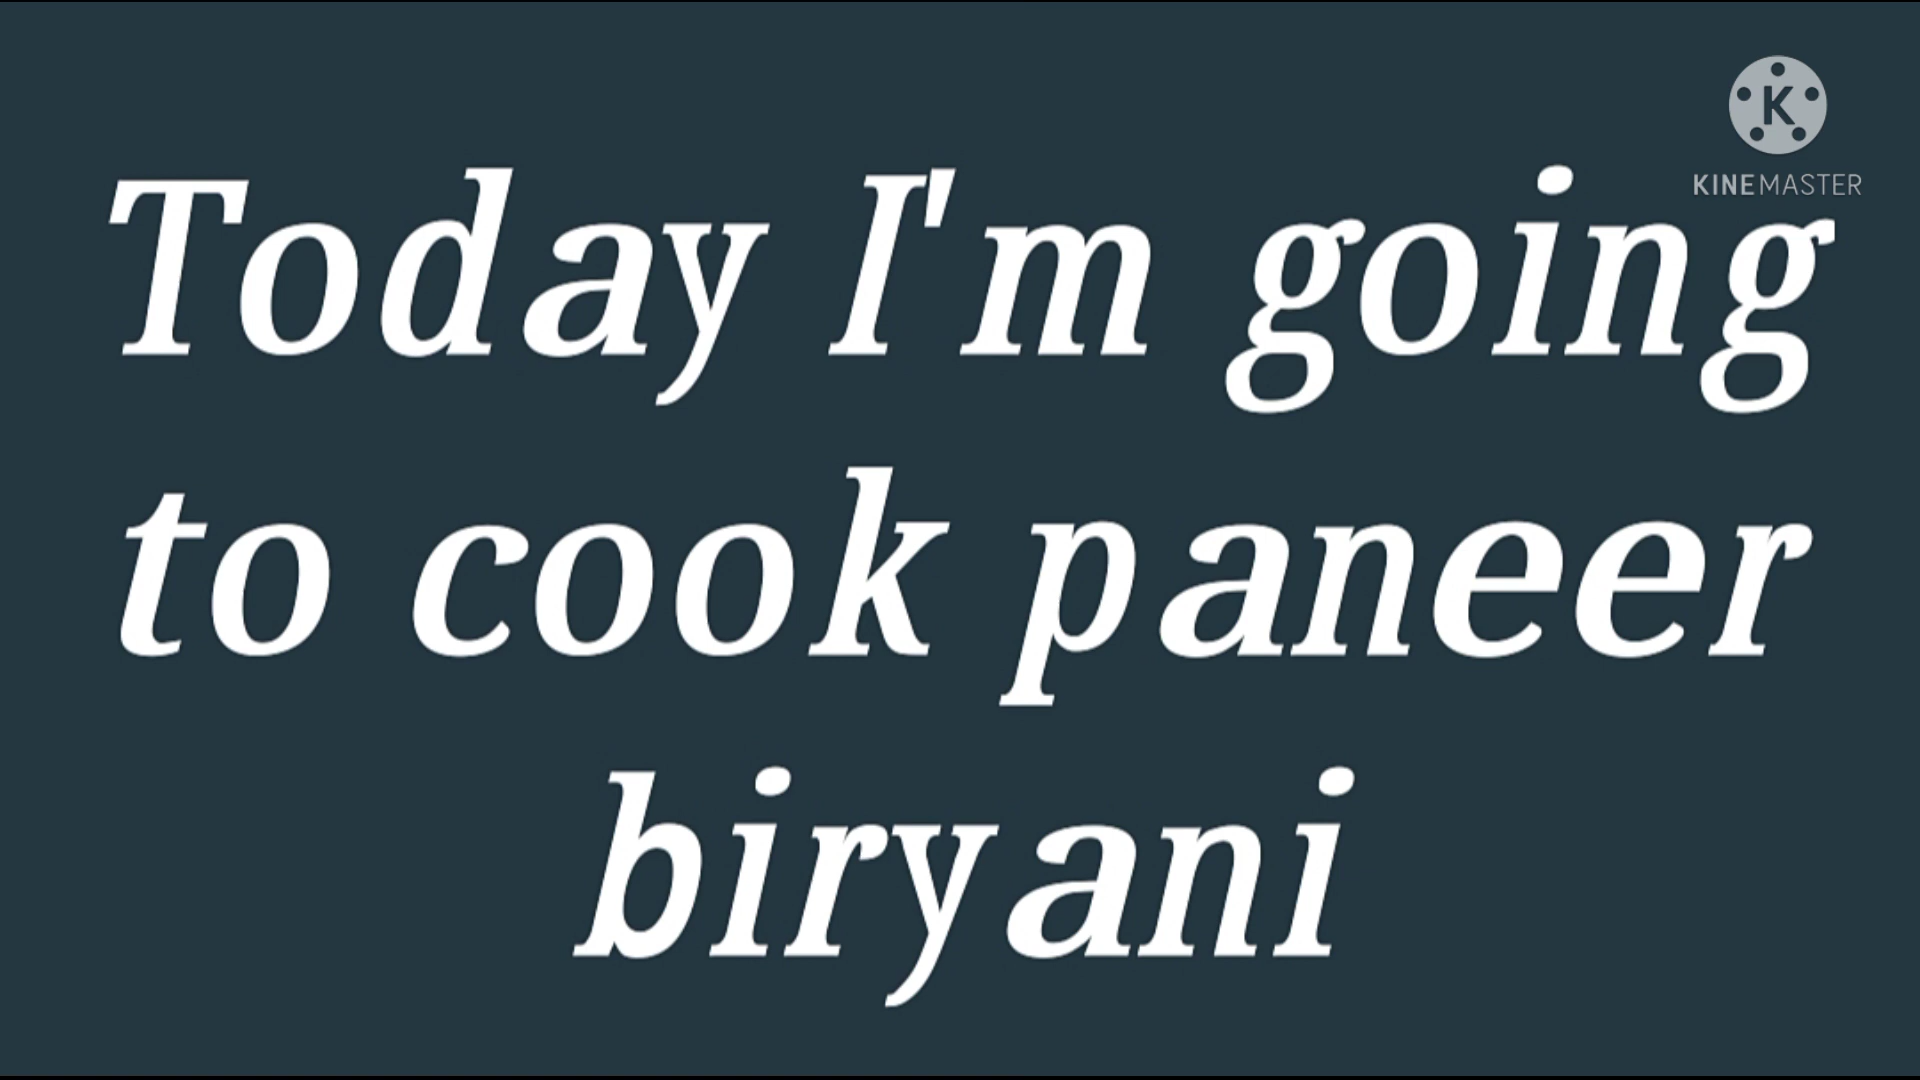 K
KINEMASTER
Today I'm going
to cook paneer
biryani